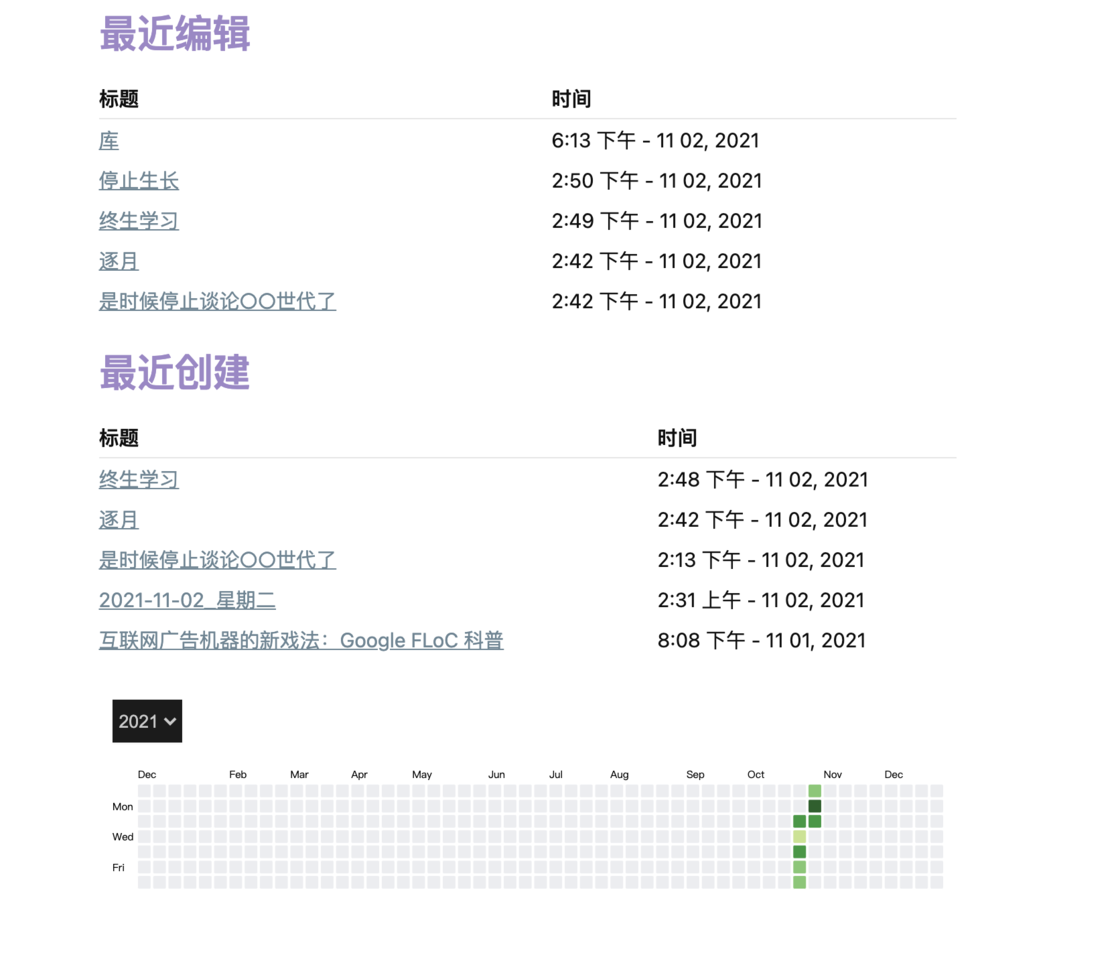 最近编辑
标题 时间
库 6:13 下午 - 11 02, 2021
停止生长 2:50 下午 - 11 02, 2021
终生学习 2:49 下午 - 11 02, 2021
逐月 2:42 下午 - 11 02, 2021
是时候停止谈论〇〇世代了 2:42 下午 - 11 02, 2021
最近创建
标题 时间
终生学习 2:48 下午 - 11 02, 2021
逐月 2:42 下午 - 11 02, 2021
是时候停止谈论〇〇世代了 2:13 下午 - 11 02, 2021
2021-11-02_星期二 2:31 上午 - 11 02, 2021
互联网广告机器的新戏法：Google FLoC 科普 8:08 下午 - 11 01, 2021
2021
Dec Feb Mar Apr May Jun Jul Aug Sep Oct Nov Dec
Mon
Wed
Fri